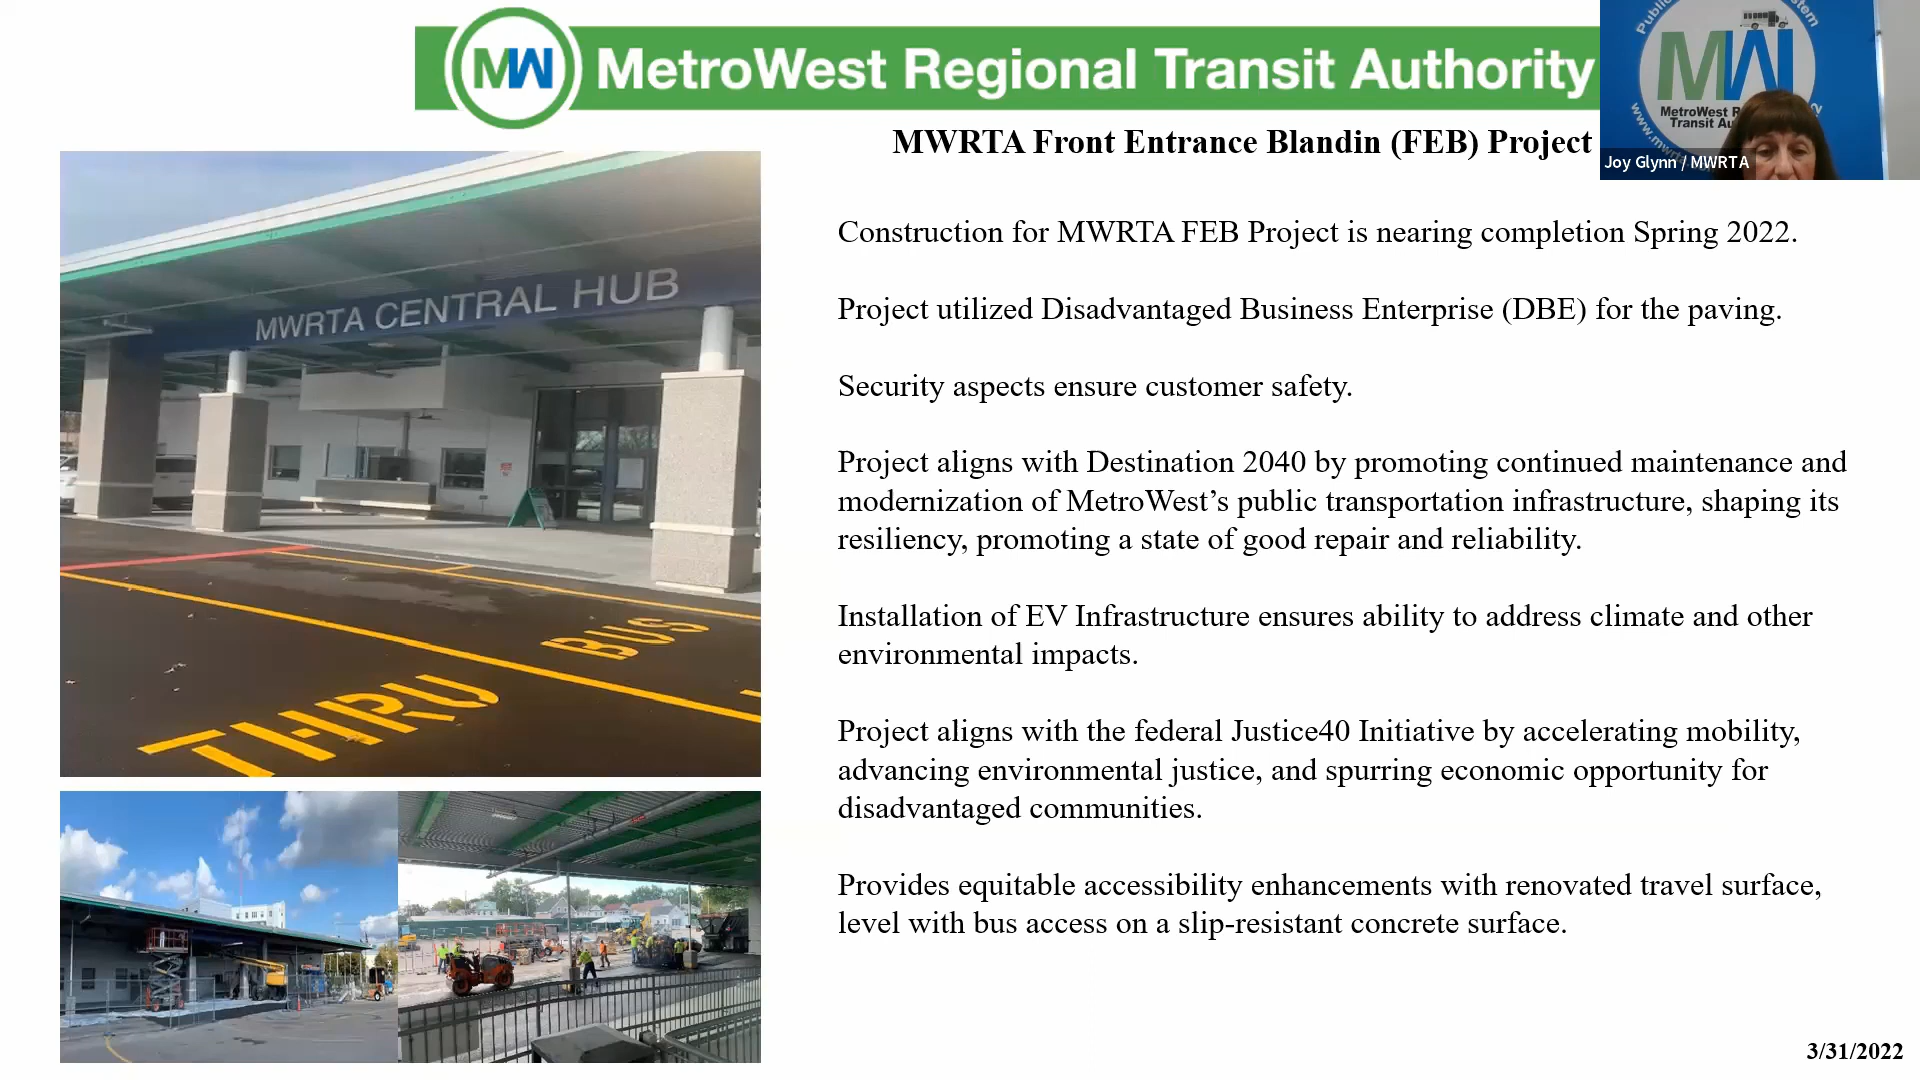 MW MetroWest Regional Transit Authority
MWRTA Front Entrance Blandin (FEB) Project
MW
MetroWest
Transit
Joy Glynn / MWRTA
MWRTA CENTRAL HUB
BUS
THRU
Construction for MWRTA FEB Project is nearing completion Spring 2022.
Project utilized Disadvantaged Business Enterprise (DBE) for the paving.
Security aspects ensure customer safety.
Project aligns with Destination 2040 by promoting continued maintenance and
modernization of MetroWest’s public transportation infrastructure, shaping its
resiliency, promoting a state of good repair and reliability.
Installation of EV Infrastructure ensures ability to address climate and other
environmental impacts.
Project aligns with the federal Justice40 Initiative by accelerating mobility,
advancing environmental justice, and spurring economic opportunity for
disadvantaged communities.
Provides equitable accessibility enhancements with renovated travel surface,
level with bus access on a slip-resistant concrete surface.
3/31/2022